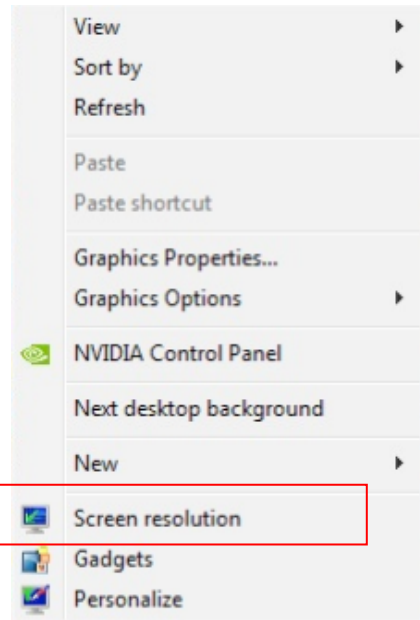 View
Sort by
Refresh
Paste
Paste shortcut
Graphics Properties...
Graphics Options
NVIDIA Control Panel
Next desktop background
New
Screen resolution
Gadgets
Personalize